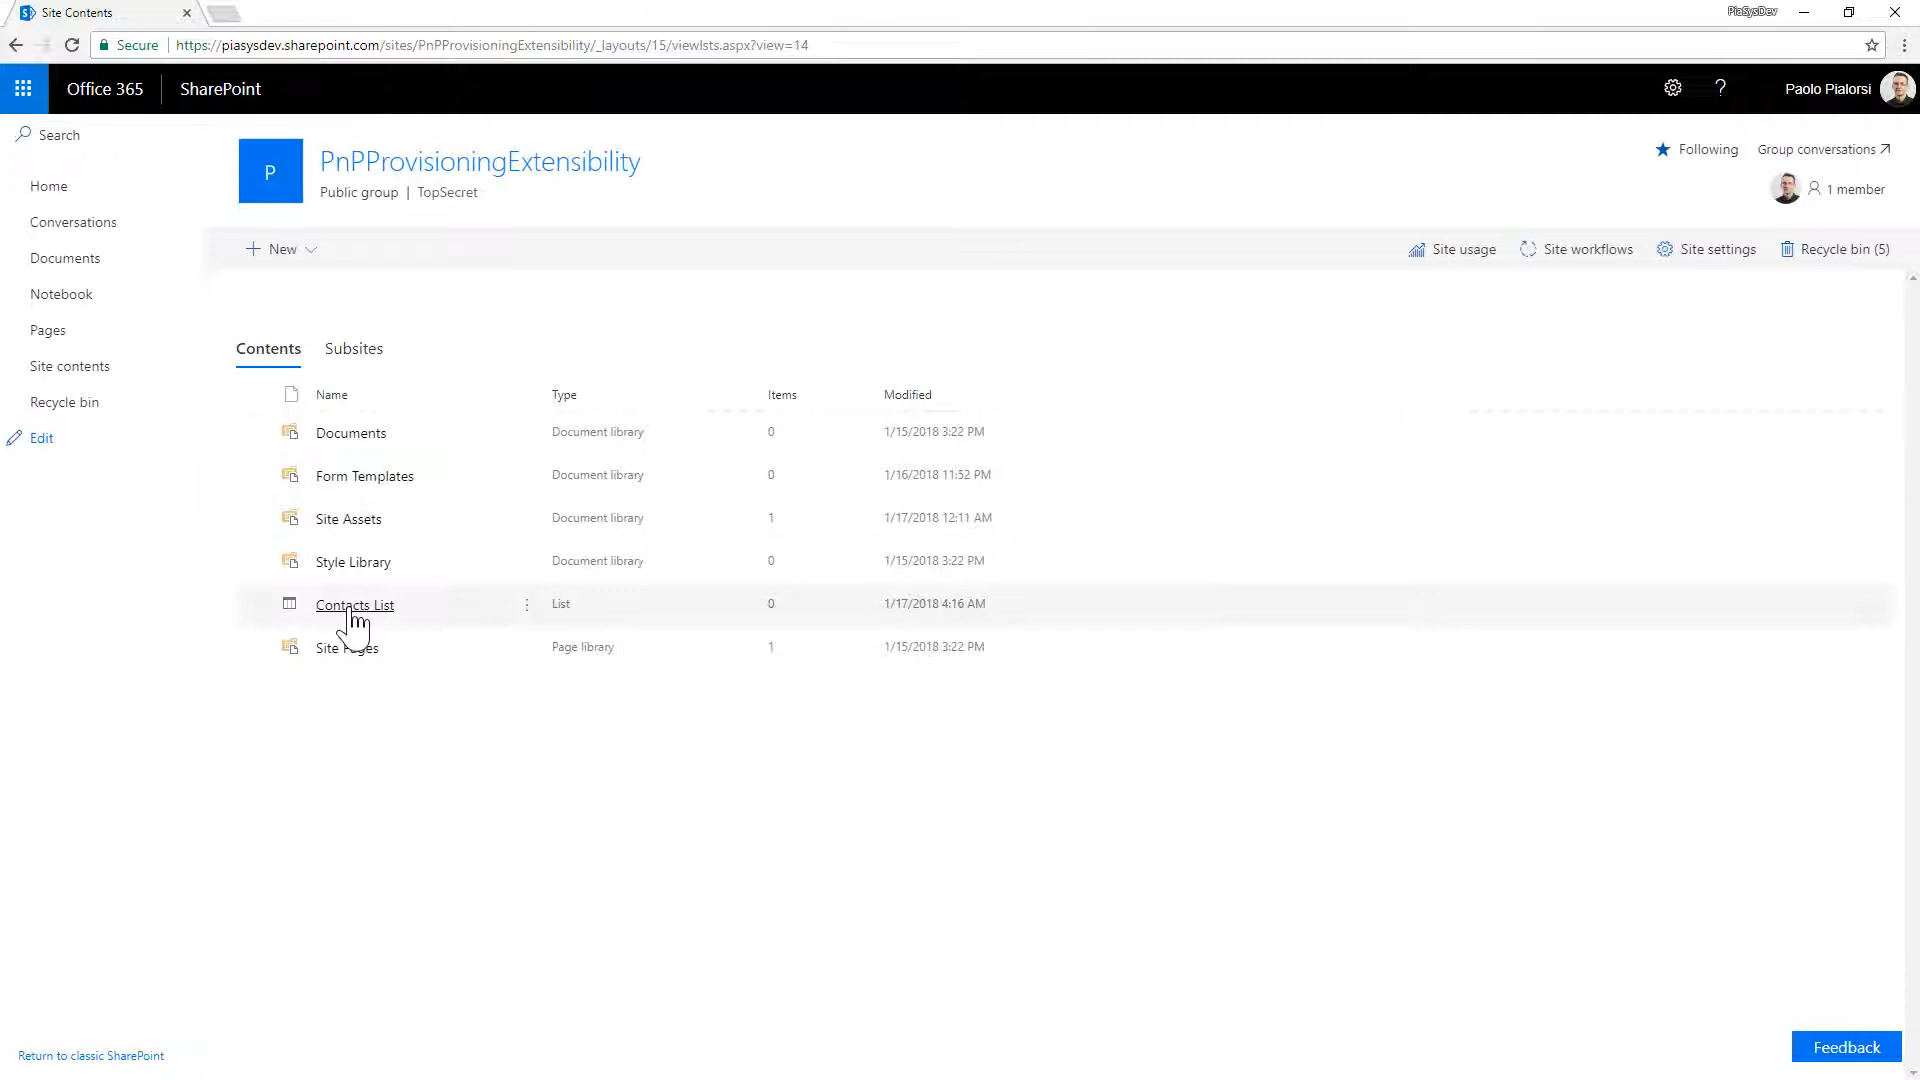 Site Contents
PiaSysDev
Secure | https://piasysdev.sharepoint.com/sites/PnPProvisioningExtensibility/_layouts/15/viewlsts.aspx?view=14
Office 365 SharePoint ? Paolo Pialorsi
Search
Home
Conversations
Documents
Notebook
Pages
Site contents
Recycle bin
Edit
P
PnPProvisioningExtensibility
Public group | TopSecret
Following Group conversations
1 member
New Site usage Site workflows Site settings Recycle bin (5)
Contents Subsites
Name Type Items Modified
Documents Document library 0 1/15/2018 3:22 PM
Form Templates Document library 0 1/16/2018 11:52 PM
Site Assets Document library 1 1/17/2018 12:11 AM
Style Library Document library 0 1/15/2018 3:22 PM
Contacts List List 0 1/17/2018 4:16 AM
Site Pages Page library 1 1/15/2018 3:22 PM
Return to classic SharePoint
Feedback